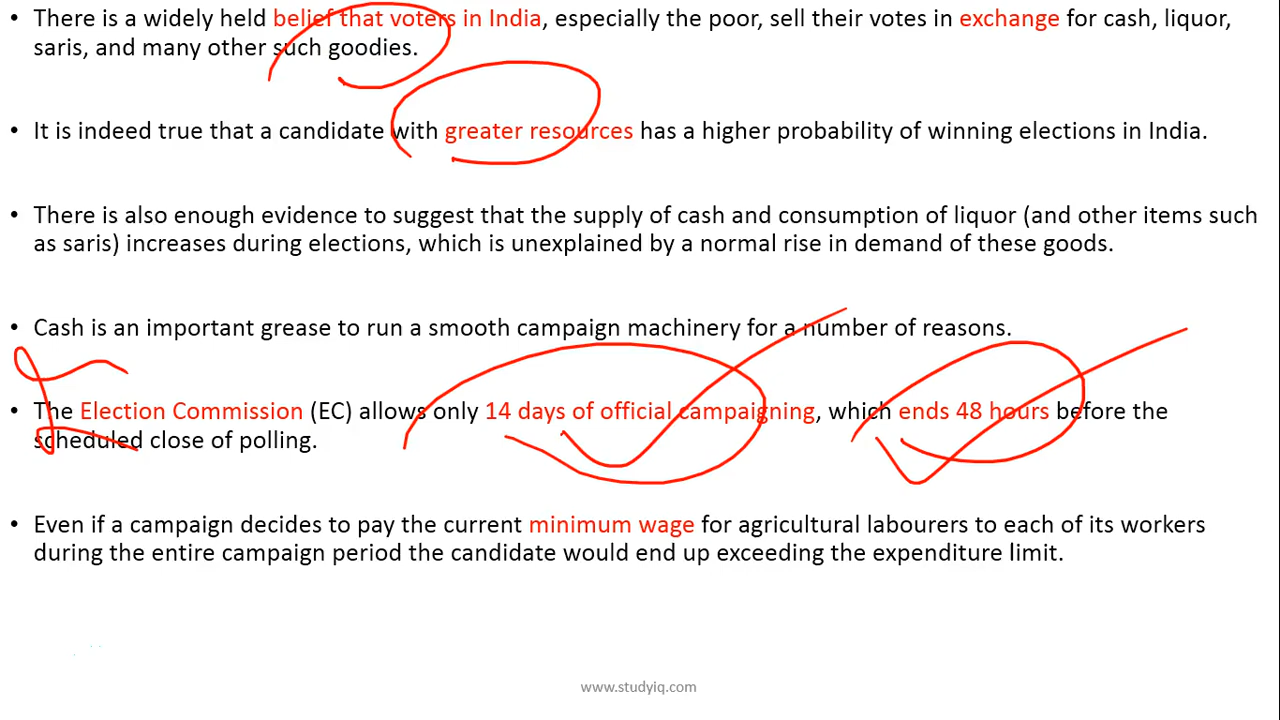 • There is a widely held belief that voters in India, especially the poor, sell their votes in exchange for cash, liquor,
saris, and many other such goodies.
• It is indeed true that a candidate with greater resources has a higher probability of winning elections in India.
• There is also enough evidence to suggest that the supply of cash and consumption of liquor (and other items such
as saris) increases during elections, which is unexplained by a normal rise in demand of these goods.
• Cash is an important grease to run a smooth campaign machinery for a number of reasons.
• The Election Commission (EC) allows only 14 days of official campaigning, which ends 48 hours before the
scheduled close of polling.
• Even if a campaign decides to pay the current minimum wage for agricultural labourers to each of its workers
during the entire campaign period the candidate would end up exceeding the expenditure limit.
www.studyiq.com